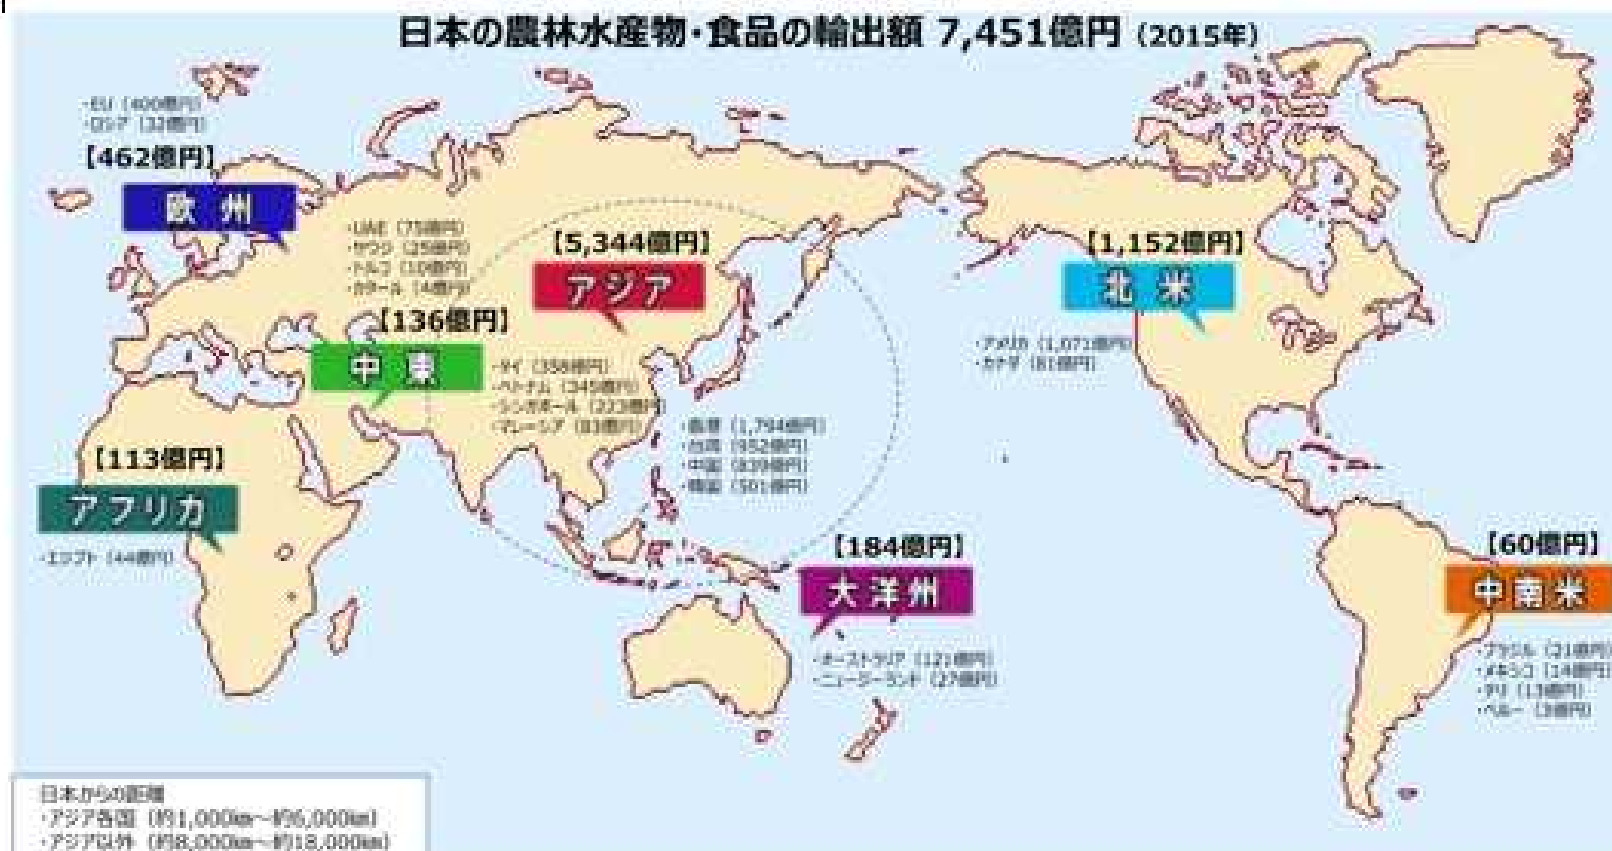 日本の農林水産物・食品の輸出額 7,451億円（2015年）
・EU（400億円）
・ロシア（32億円）
【462億円】
欧 州
・UAE（75億円）
・サウジ（25億円）
・トルコ（10億円）
・カタール（4億円）
【136億円】
中 東
【5,344億円】
アジア
・タイ（358億円）
・ベトナム（345億円）
・シンガポール（223億円）
・マレーシア（83億円）
・香港（1,794億円）
・台湾（952億円）
・中国（839億円）
・韓国（501億円）
【1,152億円】
北 米
・アメリカ（1,071億円）
・カナダ（81億円）
【113億円】
アフリカ
・エジプト（44億円）
【184億円】
大洋州
・オーストラリア（121億円）
・ニュージーランド（27億円）
【60億円】
中南米
・ブラジル（21億円）
・メキシコ（14億円）
・チリ（13億円）
・ペルー（3億円）
日本からの距離
・アジア各国（約1,000km～約6,000km）
・アジア以外（約8,000km～約18,000km）